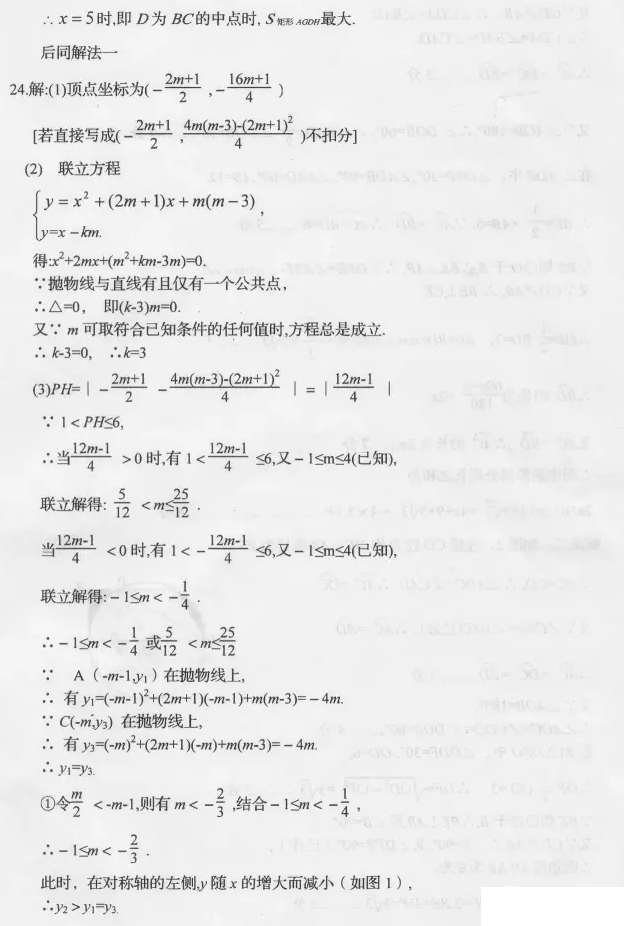 ∴ x = 5时,即 D 为 BC 的中点时, S 矩形 AGDH 最大.
后同解法一
24.解:(1)顶点坐标为(－(2m+1)/2 ,－(16m+1)/4 )
[若直接写成(－(2m+1)/2 ,(4m(m-3)-(2m+1)²)/4 )不扣分]
(2) 联立方程
{ y = x² + (2m + 1)x + m(m − 3) ,
y=x －km.
得:x²+2mx+(m²+km-3m)=0.
∵抛物线与直线有且仅有一个公共点，
∴△=0， 即(k-3)m=0.
又∵ m 可取符合已知条件的任何值时,方程总是成立.
∴ k-3=0, ∴k=3
(3)PH=｜－(2m+1)/2 －(4m(m-3)-(2m+1)²)/4 ｜=｜(12m-1)/4 ｜
∵ 1 < PH≤6,
∴当(12m-1)/4 >0 时,有 1 < (12m-1)/4 ≤6,又－1≤m≤4(已知),
联立解得: 5/12 < m≤25/12 .
当(12m-1)/4 <0 时,有 1 < －(12m-1)/4 ≤6,又－1≤m≤4(已知),
联立解得:－1≤m < －1/4 .
∴－1≤m < －1/4 或5/12 < m≤25/12
∵ A（-m-1,y₁）在抛物线上,
∴ 有 y₁=(-m-1)²+(2m+1)(-m-1)+m(m-3)=－4m.
∵ C(-m,y₃) 在抛物线上,
∴ 有 y₃=(-m)²+(2m+1)(-m)+m(m-3)=－4m.
∴ y₁=y₃.
①令m/2 < -m-1,则有 m < －2/3 ,结合－1≤m < －1/4 ,
∴－1≤m < －2/3 .
此时，在对称轴的左侧,y 随 x 的增大而减小（如图 1）,
∴y₂ > y₁=y₃.